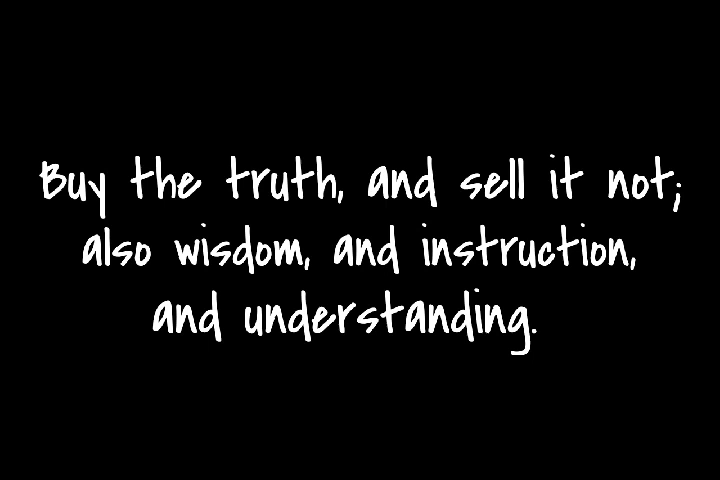 Buy the truth, and sell it not;
also wisdom, and instruction,
and understanding.